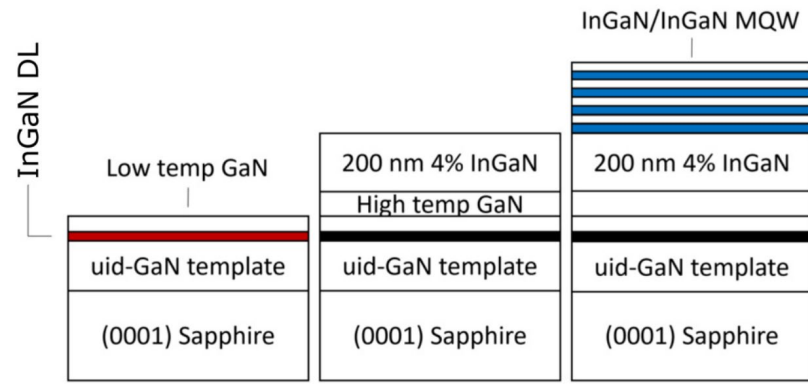 InGaN/InGaN MQW
InGaN DL
Low temp GaN
200 nm 4% InGaN
200 nm 4% InGaN
High temp GaN
uid-GaN template
uid-GaN template
uid-GaN template
(0001) Sapphire
(0001) Sapphire
(0001) Sapphire